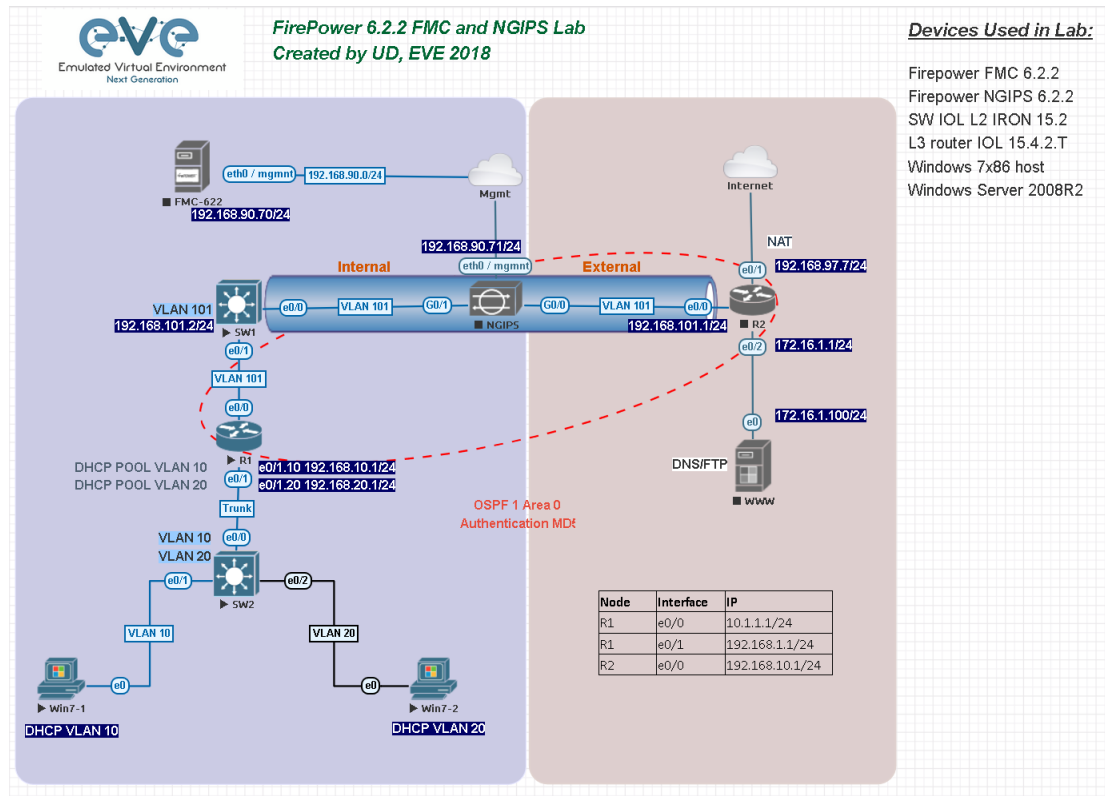 eve
Emulated Virtual Environment
Next Generation
FirePower 6.2.2 FMC and NGIPS Lab
Created by UD, EVE 2018
Devices Used in Lab:
Firepower FMC 6.2.2
Firepower NGIPS 6.2.2
SW IOL L2 IRON 15.2
L3 router IOL 15.4.2.T
Windows 7x86 host
Windows Server 2008R2
eth0 / mgmnt
192.168.90.0/24
FMC-622
192.168.90.70/24
Mgmt
Internet
192.168.90.71/24
eth0 / mgmnt
NAT
e0/1
192.168.97.7/24
Internal
External
VLAN 101
192.168.101.2/24
SW1
e0/0
VLAN 101
G0/1
NGIPS
G0/0
VLAN 101
e0/0
192.168.101.1/24
R2
e0/1
VLAN 101
e0/0
e0/2
172.16.1.1/24
172.16.1.100/24
e0
DNS/FTP
WWW
R1
DHCP POOL VLAN 10
DHCP POOL VLAN 20
e0/1
e0/1.10 192.168.10.1/24
e0/1.20 192.168.20.1/24
Trunk
OSPF 1 Area 0
Authentication MD5
VLAN 10
VLAN 20
e0/0
e0/1
e0/2
SW2
VLAN 10
VLAN 20
e0
e0
Win7-1
Win7-2
DHCP VLAN 10
DHCP VLAN 20
Node Interface IP
R1 e0/0 10.1.1.1/24
R1 e0/1 192.168.1.1/24
R2 e0/0 192.168.10.1/24